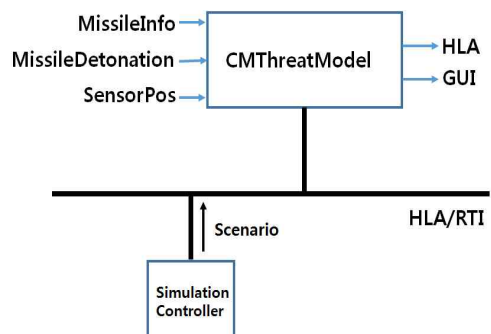 MissileInfo
MissileDetonation
SensorPos
CMThreatModel
HLA
GUI
HLA/RTI
Scenario
Simulation
Controller